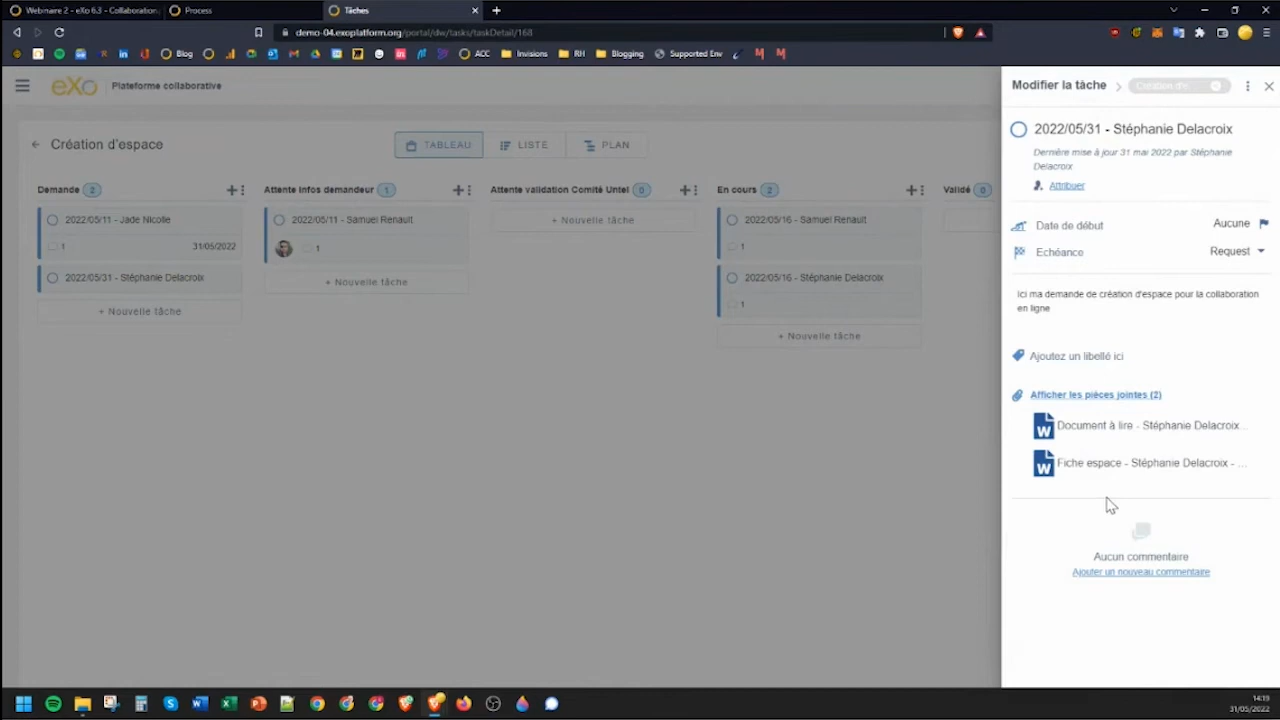 Webinaire 2 - eXo 6.3 - Collaboration
Process
Tâches
demo-04.exoplatform.org/portal/dw/tasks/taskDetail/168
Blog
ACC
Invisions
RH
Blogging
Supported Env
eXo
Plateforme collaborative
Création d'espace
TABLEAU
LISTE
PLAN
Demande 2
Attente Infos demandeur 1
Attente validation Comité Untel 0
En cours 2
Validé 0
2022/05/11 - Jade Nicolle
1
31/05/2022
2022/05/31 - Stéphanie Delacroix
+ Nouvelle tâche
2022/05/11 - Samuel Renault
1
+ Nouvelle tâche
+ Nouvelle tâche
2022/05/16 - Samuel Renault
1
2022/05/16 - Stéphanie Delacroix
1
+ Nouvelle tâche
Modifier la tâche
Création d'e
2022/05/31 - Stéphanie Delacroix
Dernière mise à jour 31 mai 2022 par Stéphanie
Delacroix
Attribuer
Date de début
Aucune
Echéance
Request
Ici ma demande de création d'espace pour la collaboration
en ligne
Ajoutez un libellé ici
Afficher les pièces jointes (2)
Document à lire - Stéphanie Delacroix...
Fiche espace - Stéphanie Delacroix - ...
Aucun commentaire
Ajouter un nouveau commentaire
14:19
31/05/2022